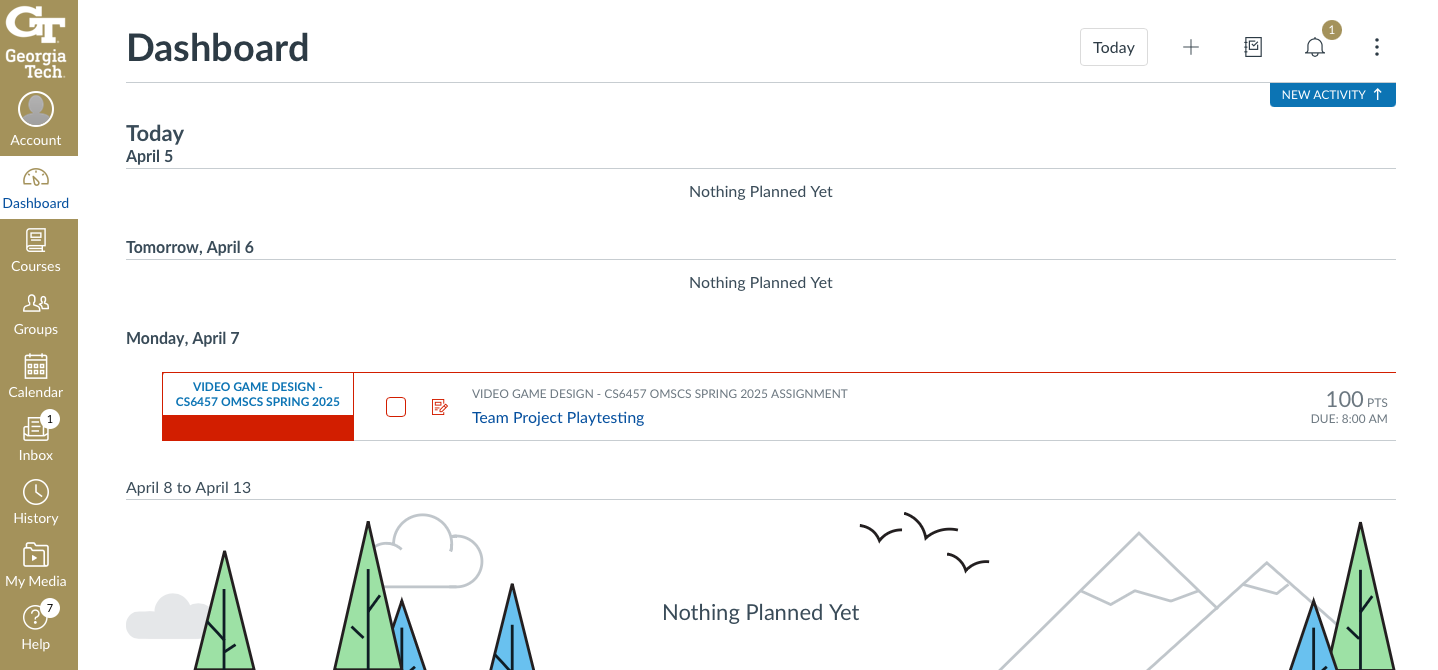 GT
Georgia
Tech.
Account
Dashboard
Courses
Groups
Calendar
1
Inbox
History
My Media
7
Help
Dashboard
Today
1
NEW ACTIVITY ↑
Today
April 5
Nothing Planned Yet
Tomorrow, April 6
Nothing Planned Yet
Monday, April 7
VIDEO GAME DESIGN -
CS6457 OMSCS SPRING 2025
VIDEO GAME DESIGN - CS6457 OMSCS SPRING 2025 ASSIGNMENT
Team Project Playtesting
100 PTS
DUE: 8:00 AM
April 8 to April 13
Nothing Planned Yet